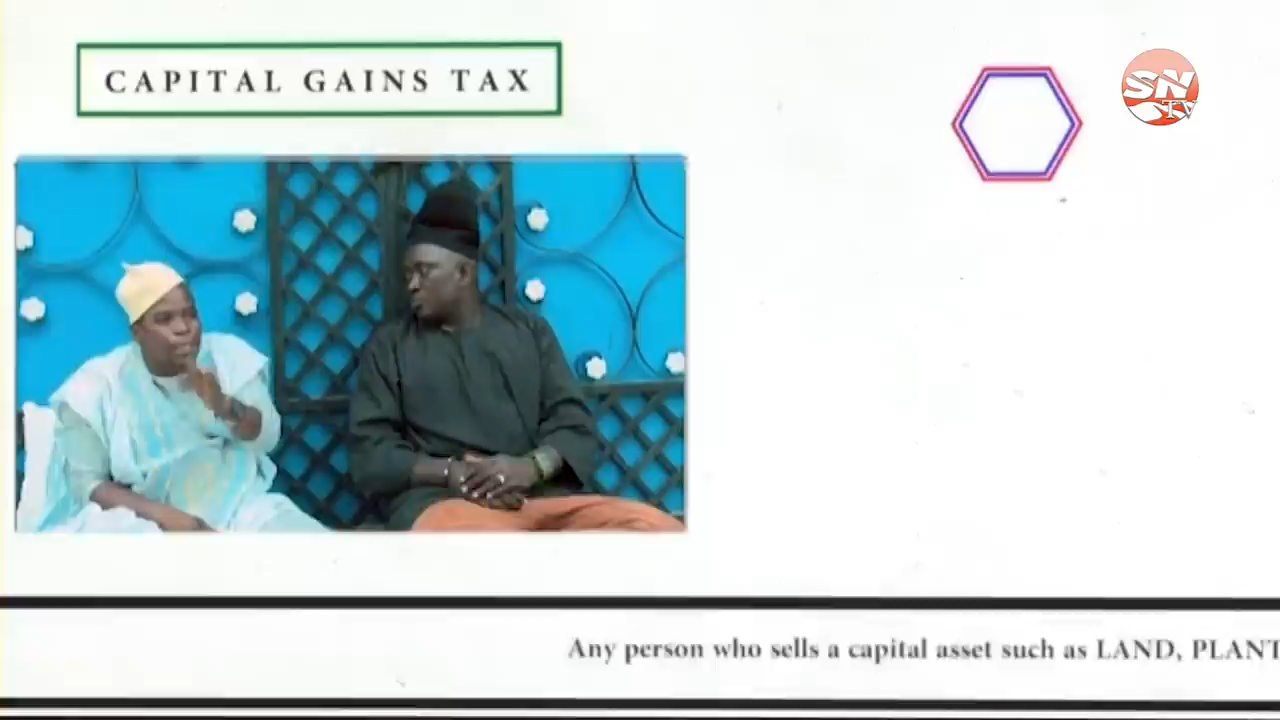 CAPITAL GAINS TAX
SN
TV
Any person who sells a capital asset such as LAND, PLANT